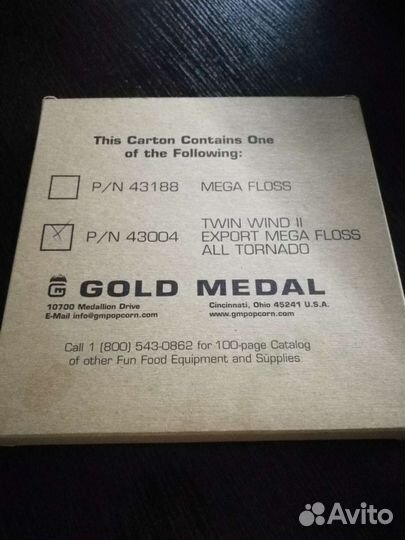 This Carton Contains One
of the Following:
P/N 43188 MEGA FLOSS
X P/N 43004 TWIN WIND II
EXPORT MEGA FLOSS
ALL TORNADO
GOLD MEDAL
10700 Medallion Drive Cincinnati, Ohio 45241 U.S.A.
E-Mail info@gmpopcorn.com www.gmpopcorn.com
Call 1 (800) 543-0862 for 100-page Catalog
of other Fun Food Equipment and Supplies
Avito